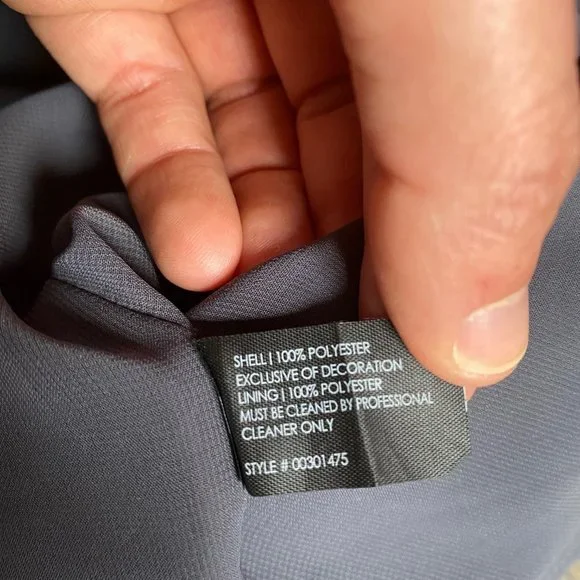 SHELL | 100% POLYESTER
EXCLUSIVE OF DECORATION
LINING | 100% POLYESTER
MUST BE CLEANED BY PROFESSIONAL
CLEANER ONLY
STYLE # 00301475